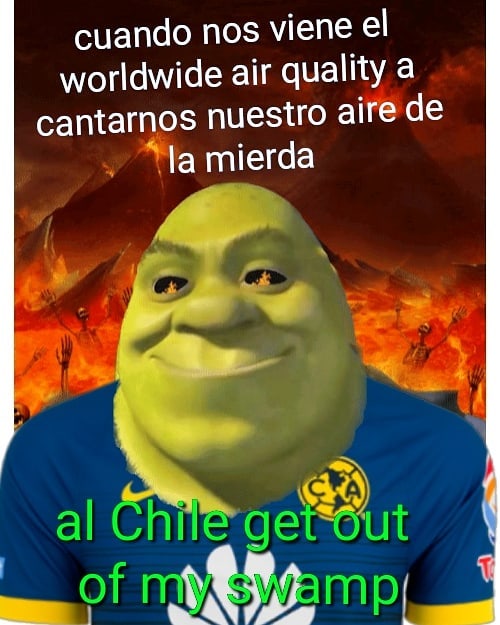 cuando nos viene el
worldwide air quality a
cantarnos nuestro aire de
la mierda
CA
al Chile get out
of my swamp